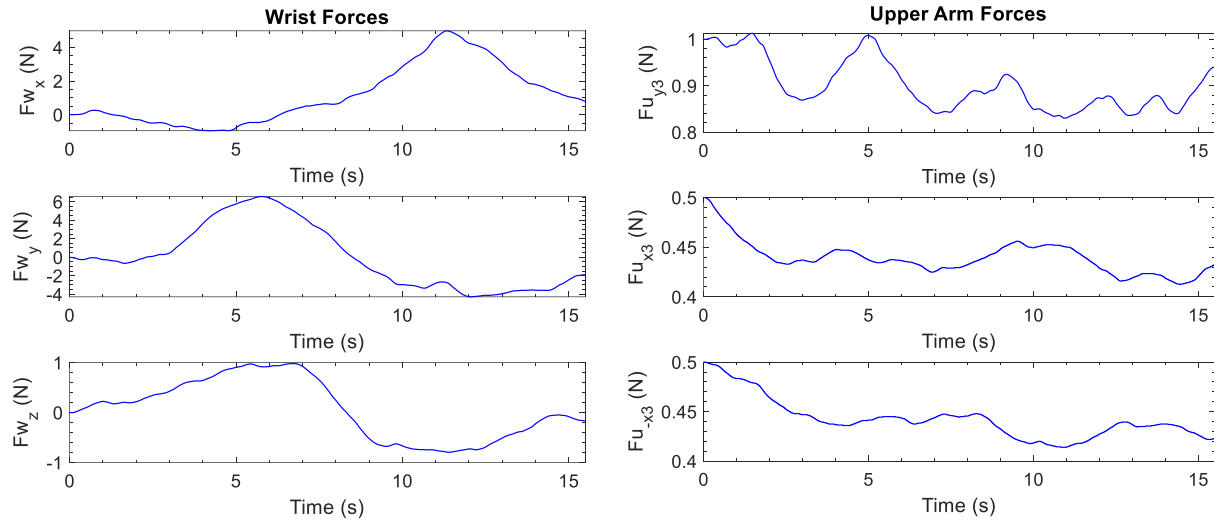 Wrist Forces
Fw_x (N)
4
2
0
0 5 10 15
Time (s)
Fw_y (N)
6
4
2
0
-2
-4
0 5 10 15
Time (s)
Fw_z (N)
1
0
-1
0 5 10 15
Time (s)
Upper Arm Forces
Fu_y3 (N)
1
0.9
0.8
0 5 10 15
Time (s)
Fu_x3 (N)
0.5
0.45
0.4
0 5 10 15
Time (s)
Fu_-x3 (N)
0.5
0.45
0.4
0 5 10 15
Time (s)